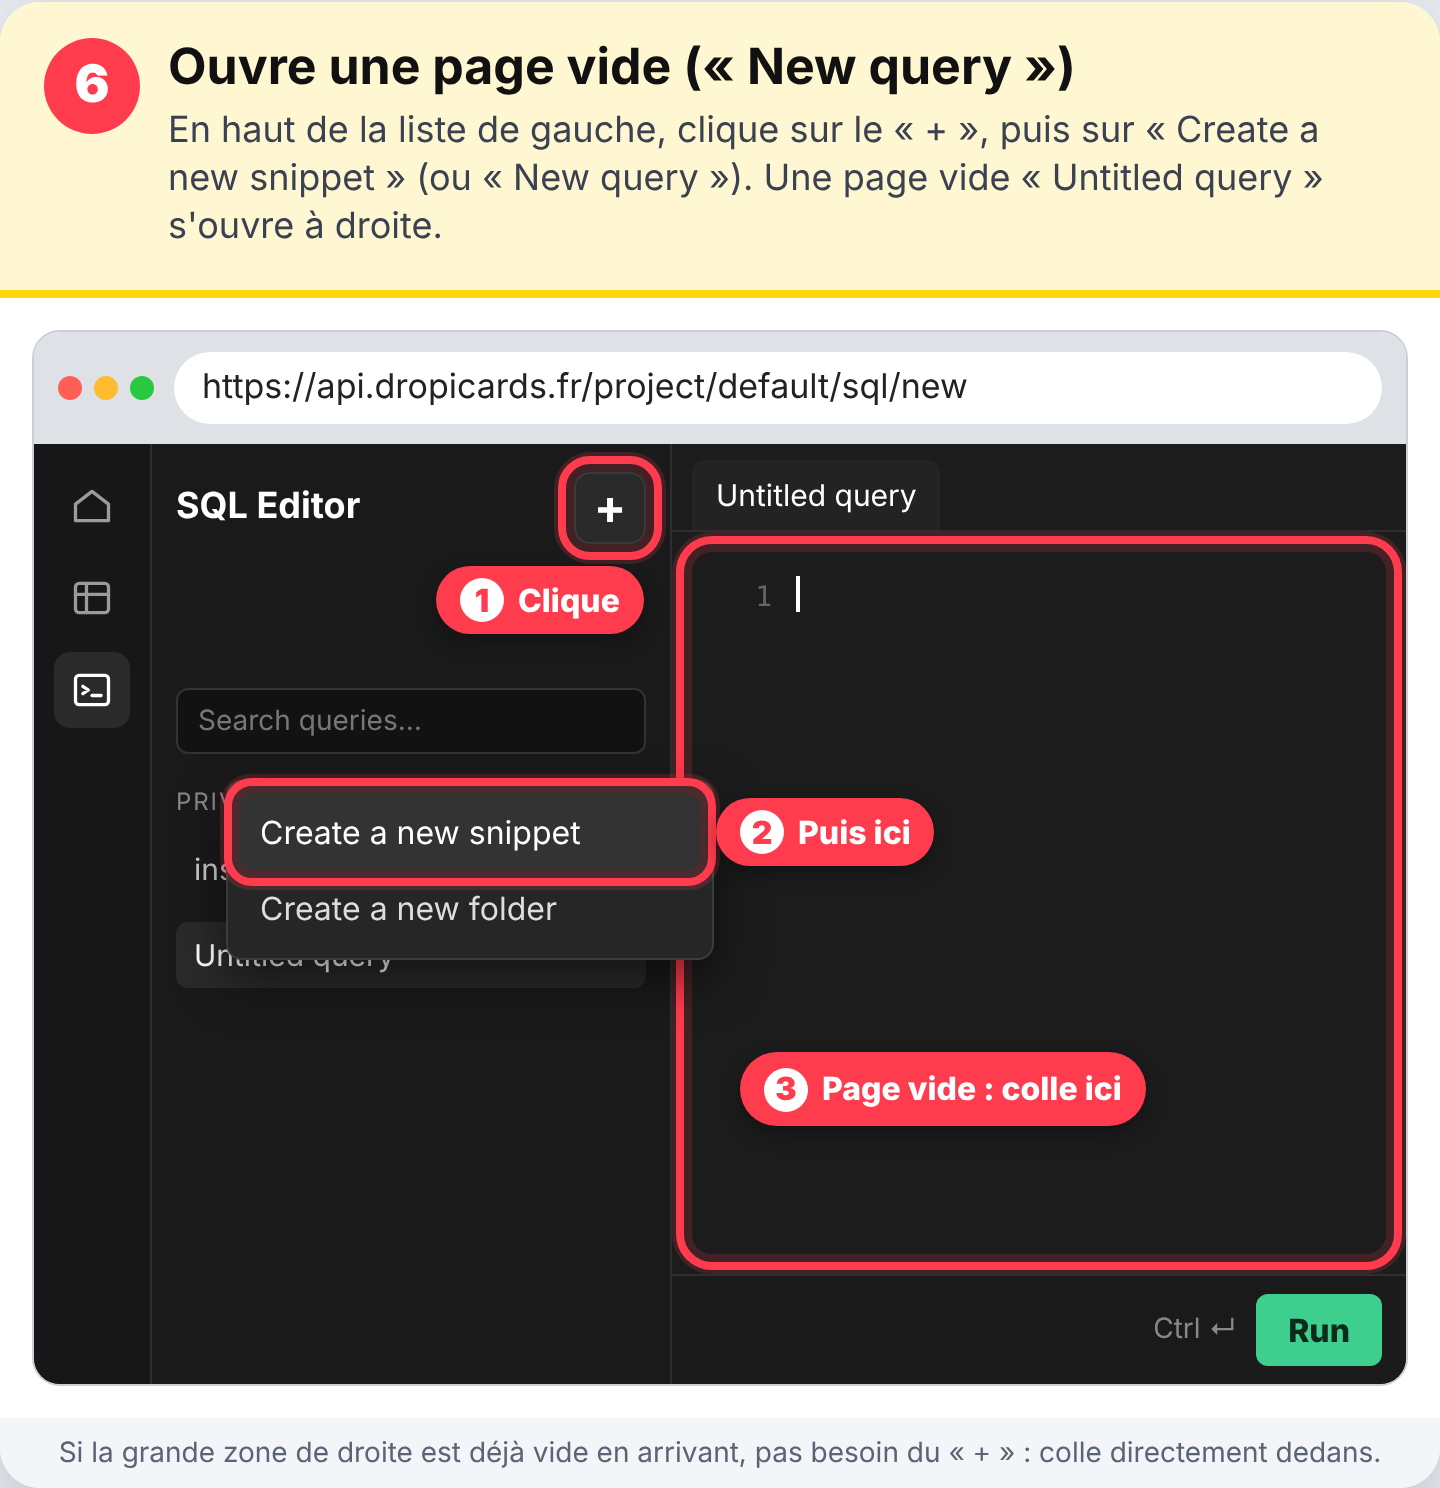 6
Ouvre une page vide (« New query »)
En haut de la liste de gauche, clique sur le « + », puis sur « Create a
new snippet » (ou « New query »). Une page vide « Untitled query »
s'ouvre à droite.
https://api.dropicards.fr/project/default/sql/new
SQL Editor
+
Untitled query
1 Clique
1
Search queries...
Create a new snippet
2 Puis ici
Create a new folder
Untitled query
3 Page vide : colle ici
Ctrl ↵
Run
Si la grande zone de droite est déjà vide en arrivant, pas besoin du « + » : colle directement dedans.